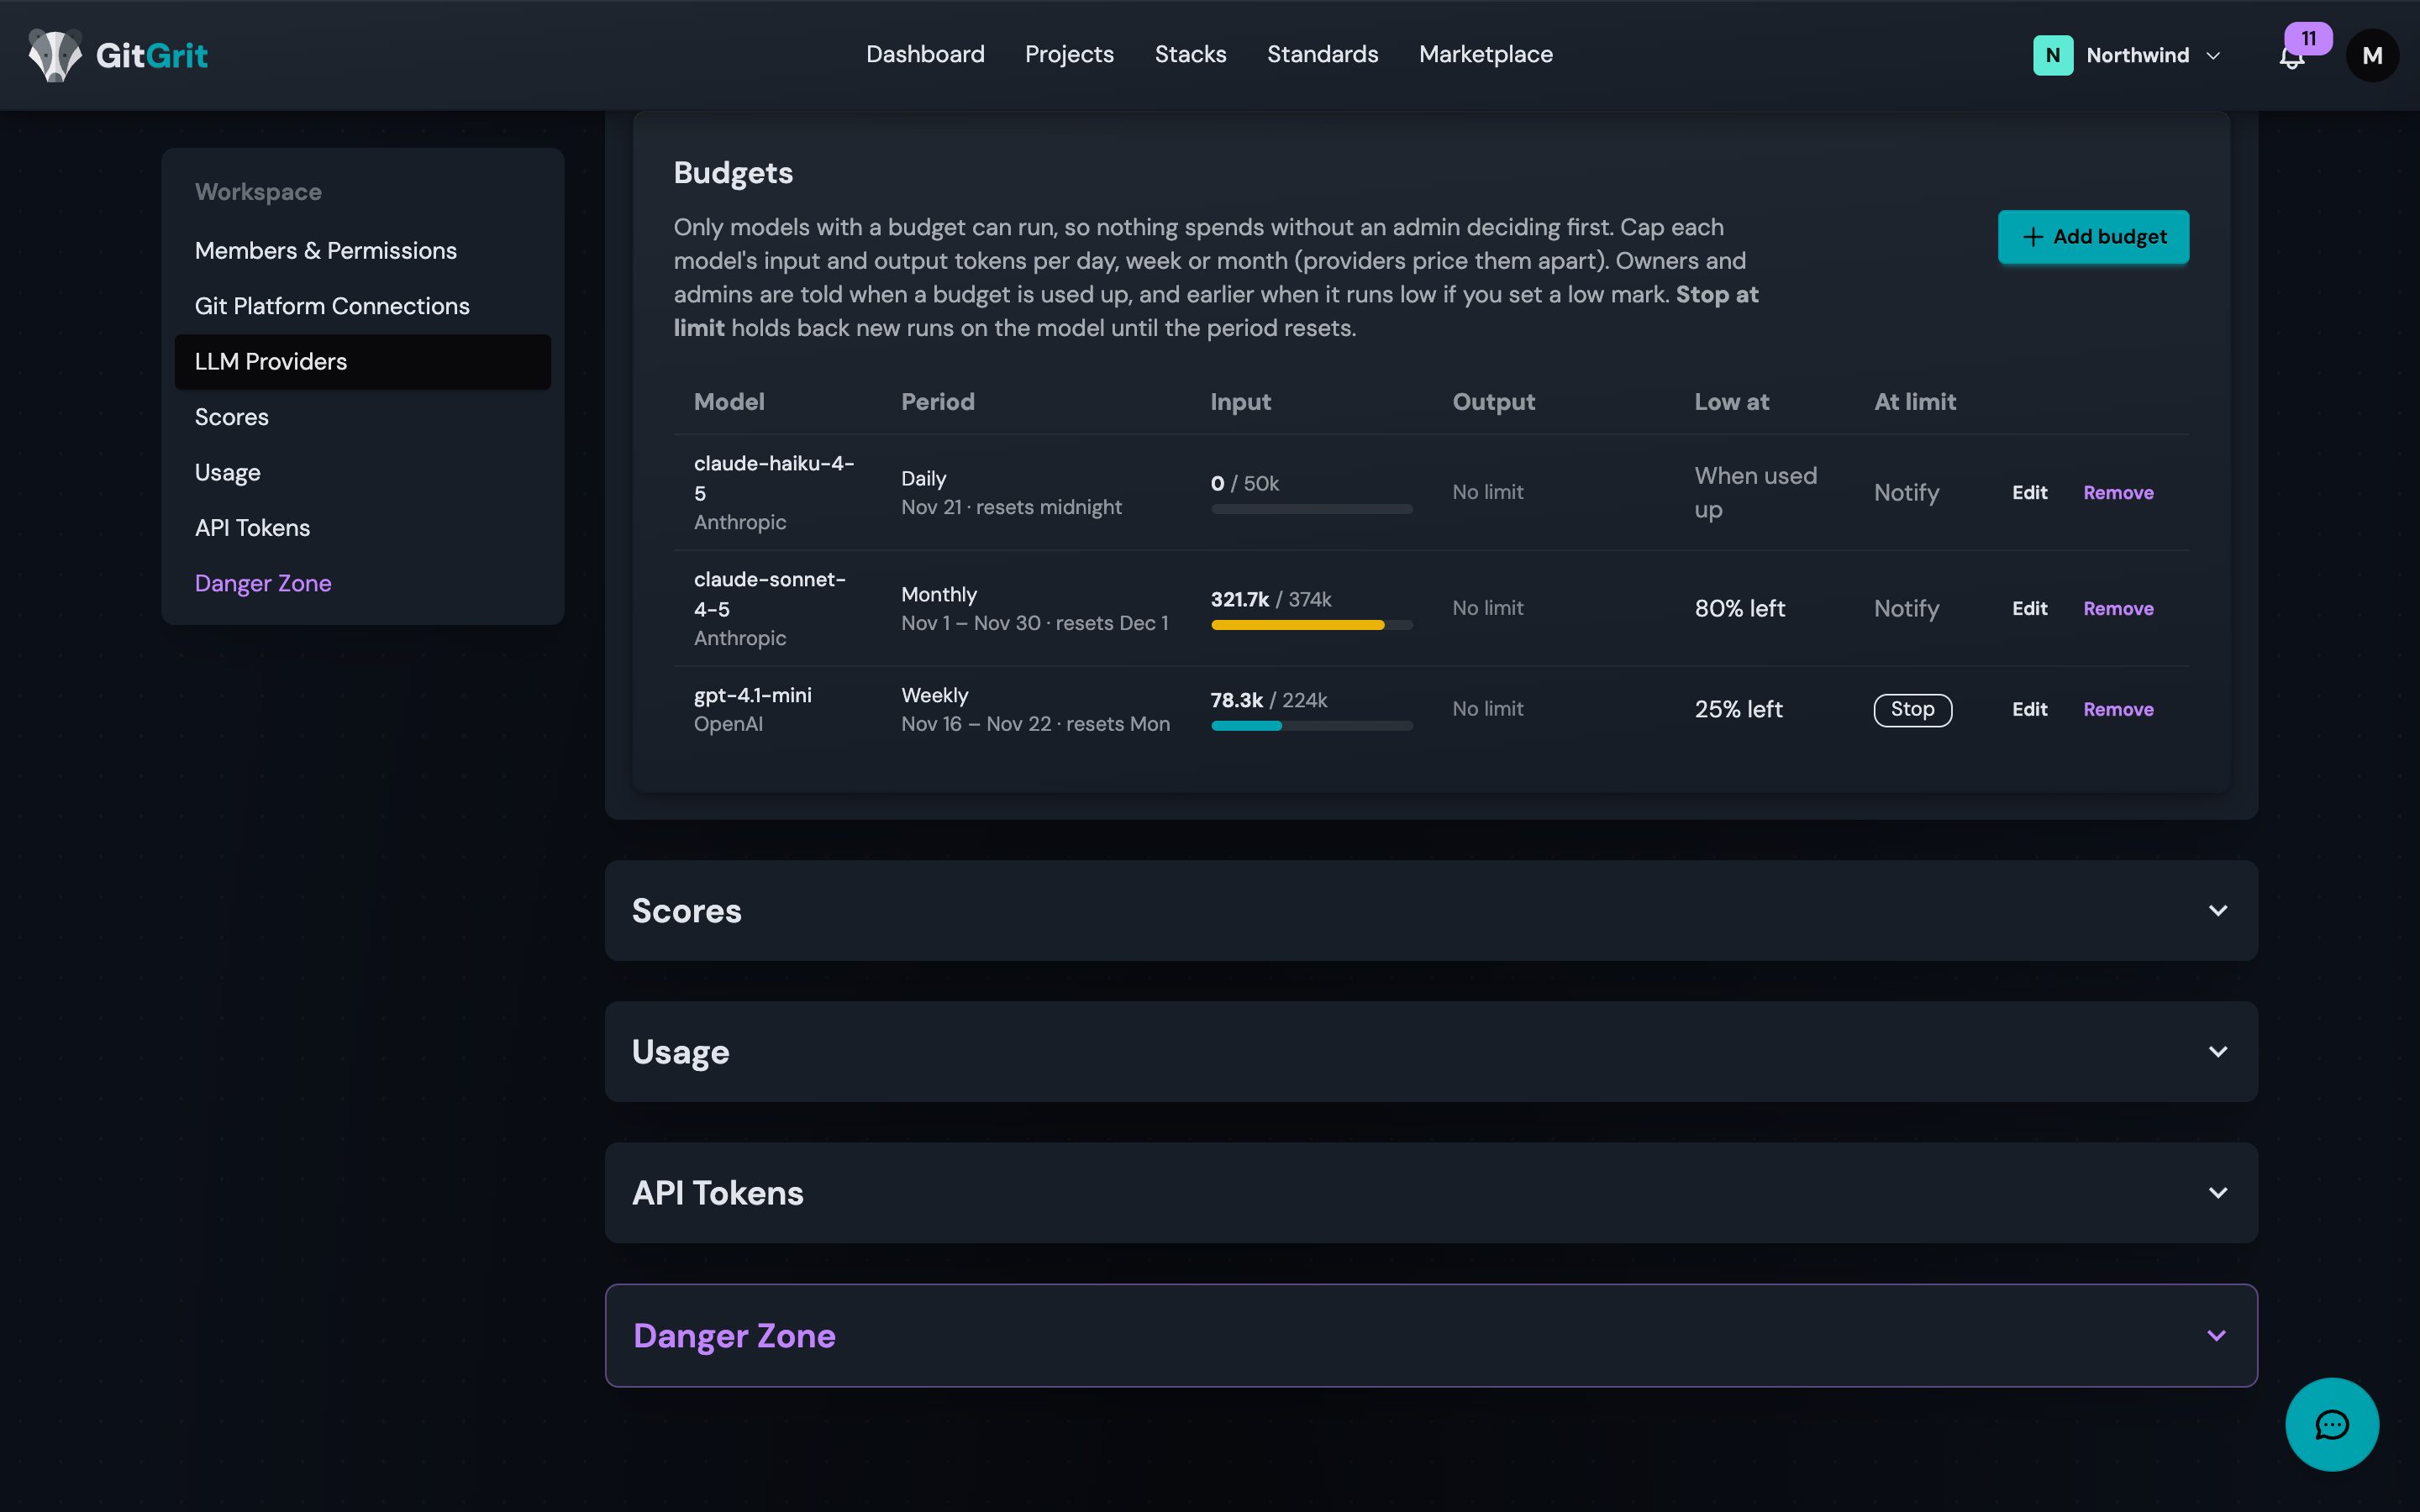 GitGrit
Dashboard
Projects
Stacks
Standards
Marketplace
N
Northwind
11
M
Workspace
Members & Permissions
Git Platform Connections
LLM Providers
Scores
Usage
API Tokens
Danger Zone
Budgets
Only models with a budget can run, so nothing spends without an admin deciding first. Cap each
model's input and output tokens per day, week or month (providers price them apart). Owners and
admins are told when a budget is used up, and earlier when it runs low if you set a low mark. Stop at
limit holds back new runs on the model until the period resets.
Add budget
Model Period Input Output Low at At limit
claude-haiku-4-
5
Anthropic
Daily
Nov 21 · resets midnight
0 / 50k
No limit
When used
up
Notify
Edit
Remove
claude-sonnet-
4-5
Anthropic
Monthly
Nov 1 – Nov 30 · resets Dec 1
321.7k / 374k
No limit
80% left
Notify
Edit
Remove
gpt-4.1-mini
OpenAI
Weekly
Nov 16 – Nov 22 · resets Mon
78.3k / 224k
No limit
25% left
Stop
Edit
Remove
Scores
Usage
API Tokens
Danger Zone